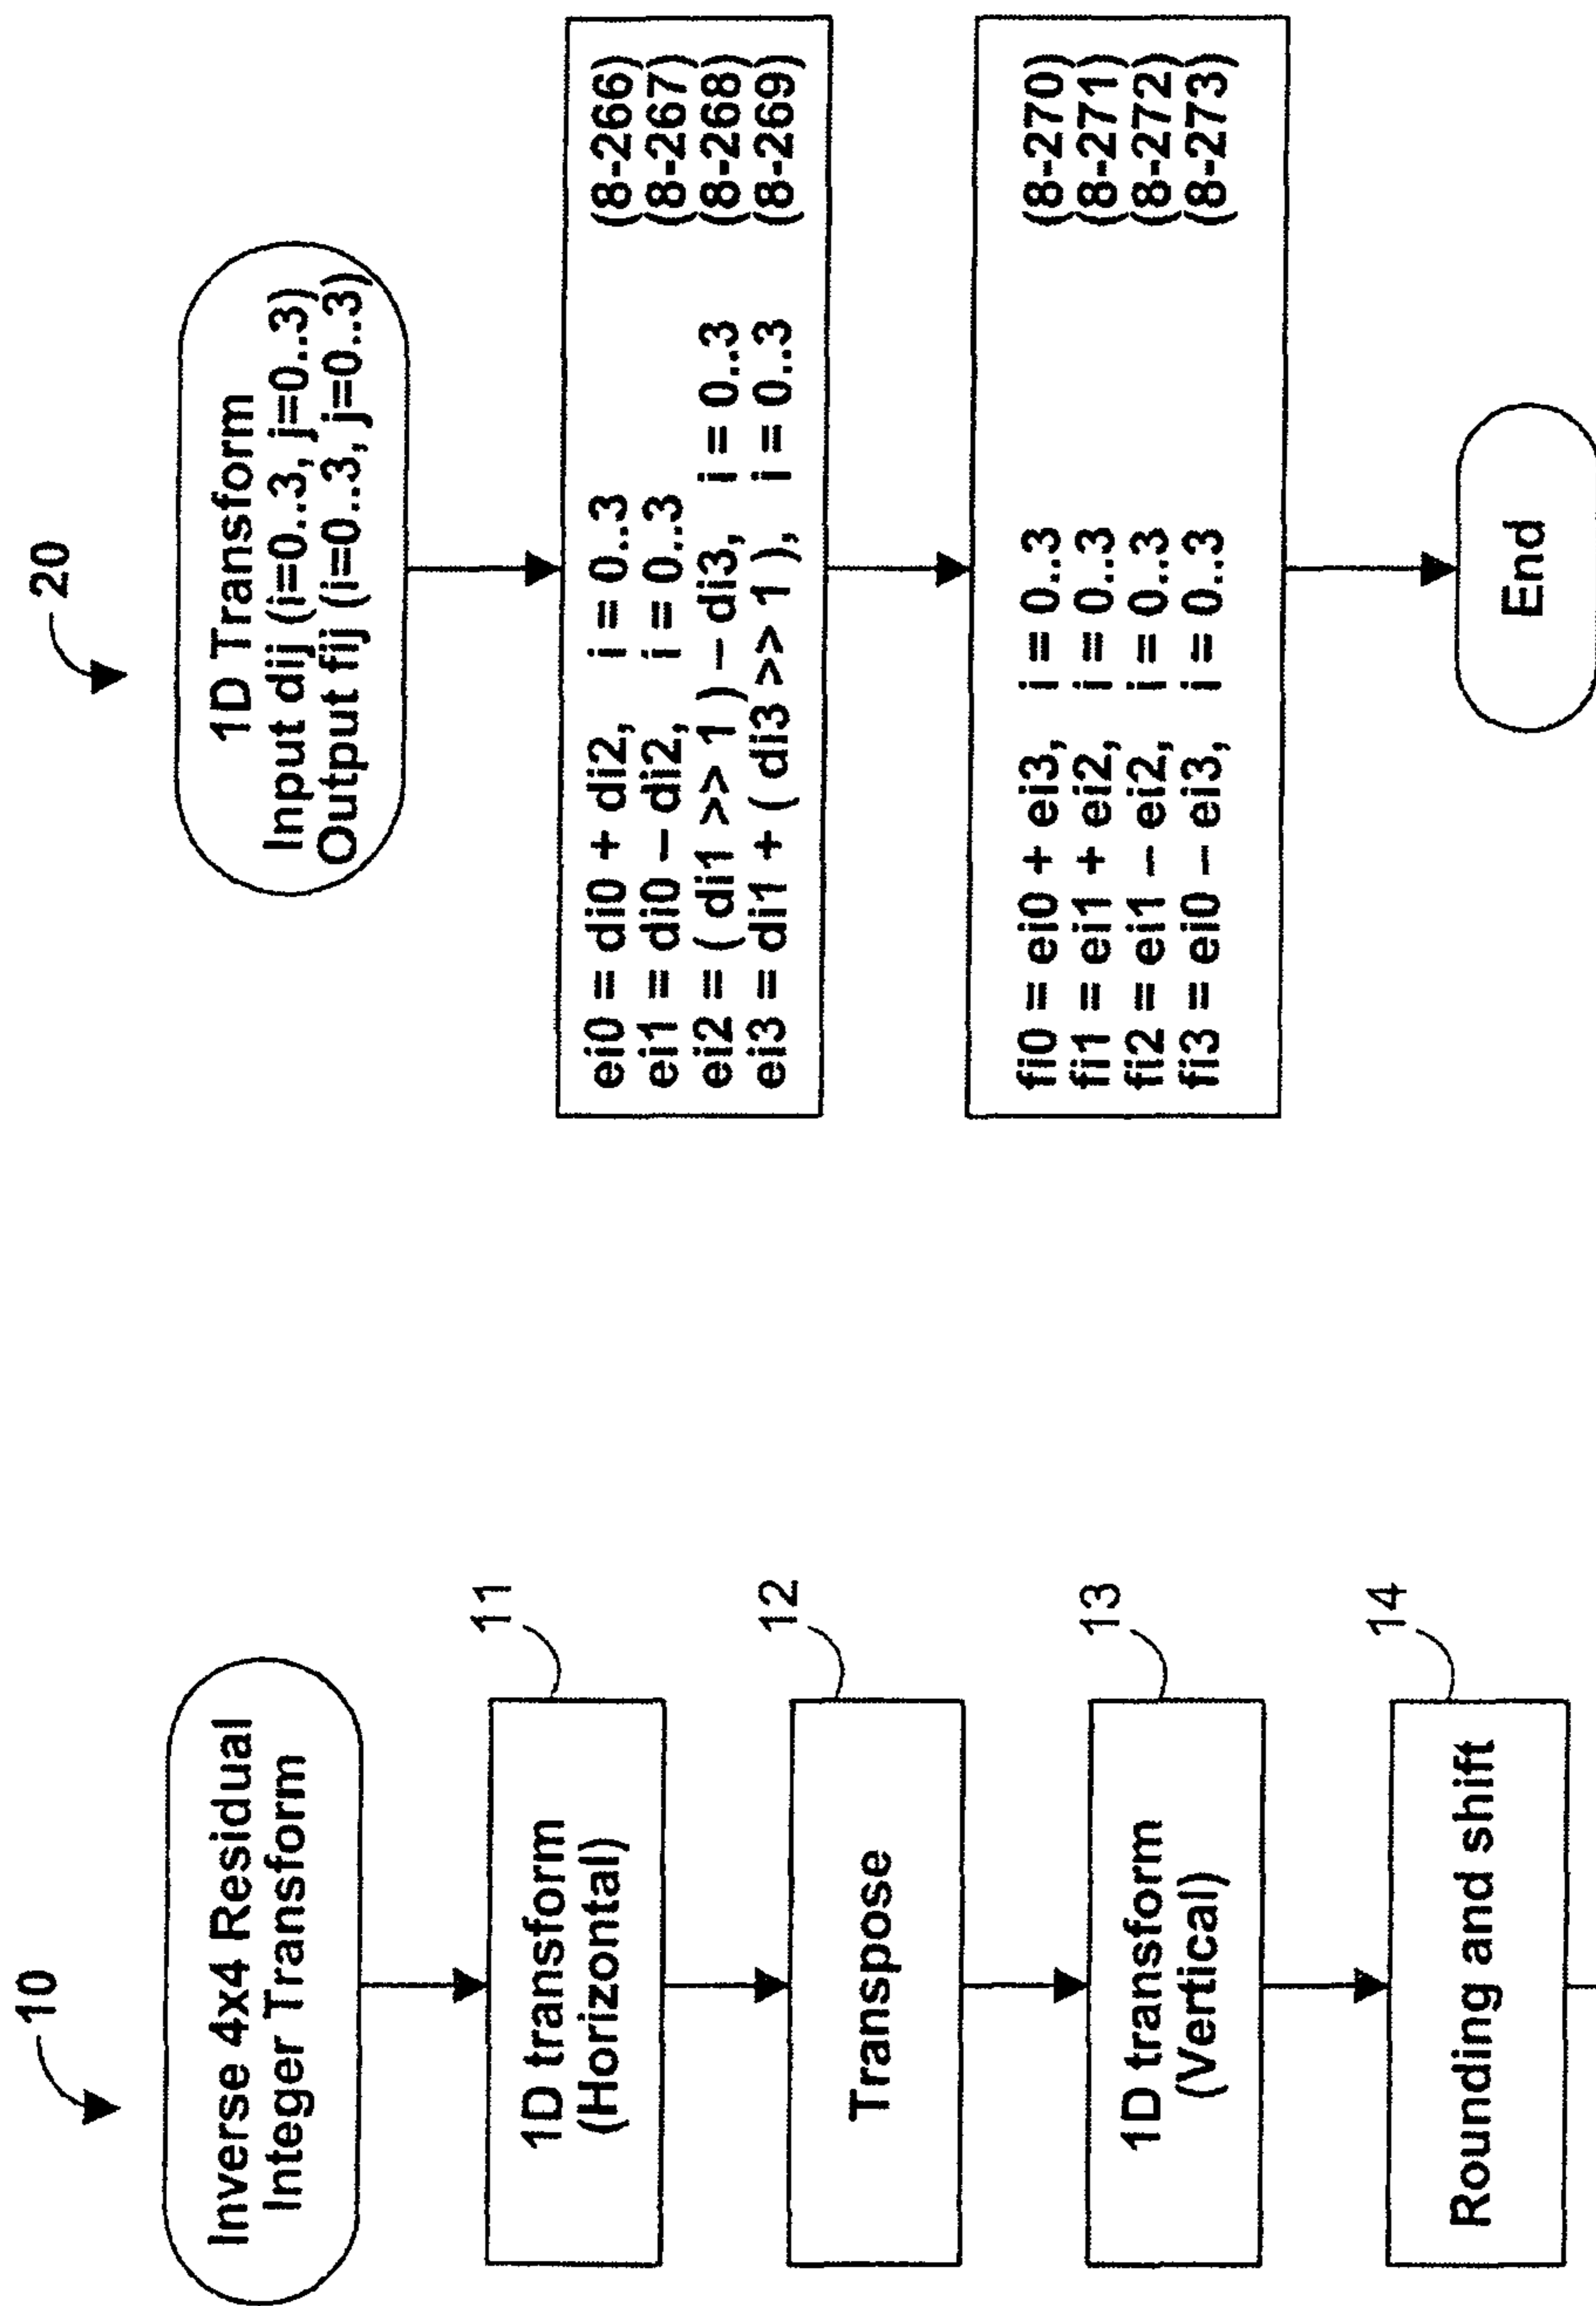 10
Inverse 4x4 Residual
Integer Transform
11
1D transform
(Horizontal)
12
Transpose
13
1D transform
(Vertical)
14
Rounding and shift
20
1D Transform
Input dij (i=0..3, j=0..3)
Output fij (i=0..3, j=0..3)
ei0 = di0 + di2, i = 0..3 (8-266)
ei1 = di0 – di2, i = 0..3 (8-267)
ei2 = ( di1 >> 1 ) – di3, i = 0..3 (8-268)
ei3 = di1 + ( di3 >> 1 ), i = 0..3 (8-269)
fi0 = ei0 + ei3, i = 0..3 (8-270)
fi1 = ei1 + ei2, i = 0..3 (8-271)
fi2 = ei1 – ei2, i = 0..3 (8-272)
fi3 = ei0 – ei3, i = 0..3 (8-273)
End